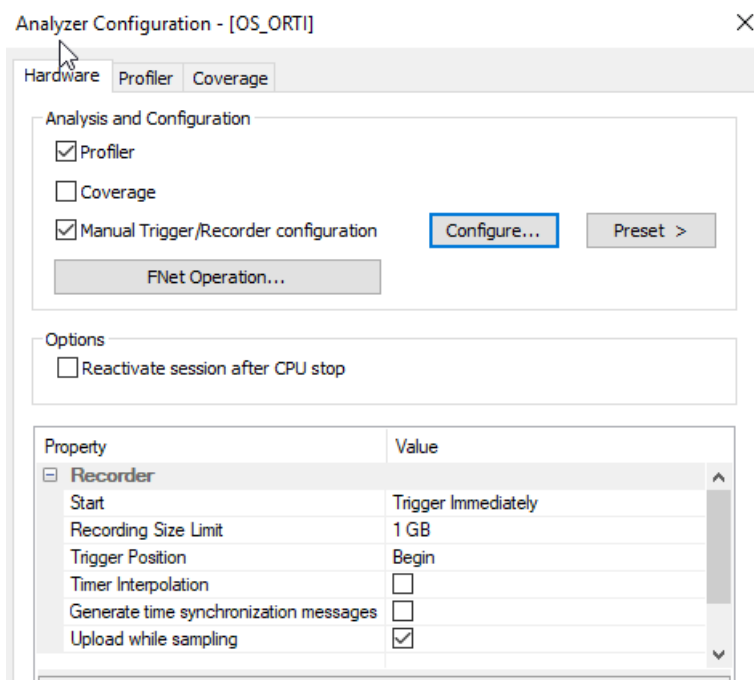 Analyzer Configuration - [OS_ORTI]
Hardware Profiler Coverage
Analysis and Configuration
Profiler
Coverage
Manual Trigger/Recorder configuration Configure... Preset >
FNet Operation...
Options
Reactivate session after CPU stop
Property Value
Recorder
Start Trigger Immediately
Recording Size Limit 1 GB
Trigger Position Begin
Timer Interpolation
Generate time synchronization messages
Upload while sampling